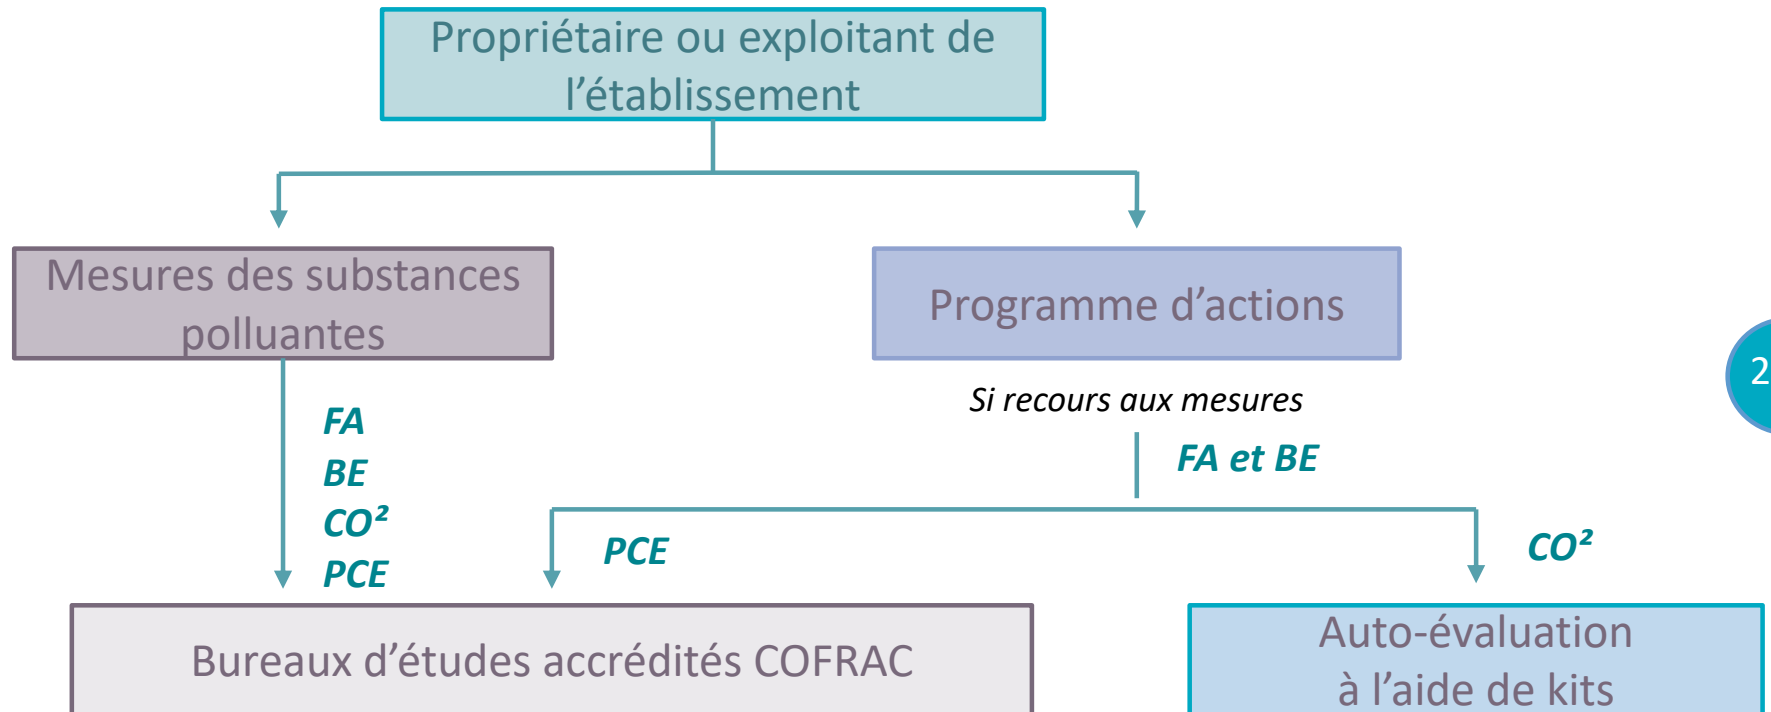 Propriétaire ou exploitant de
l’établissement
Mesures des substances
polluantes
Programme d’actions
Si recours aux mesures
2
FA
BE
CO²
PCE
FA et BE
PCE
CO²
Bureaux d’études accrédités COFRAC
Auto-évaluation
à l’aide de kits